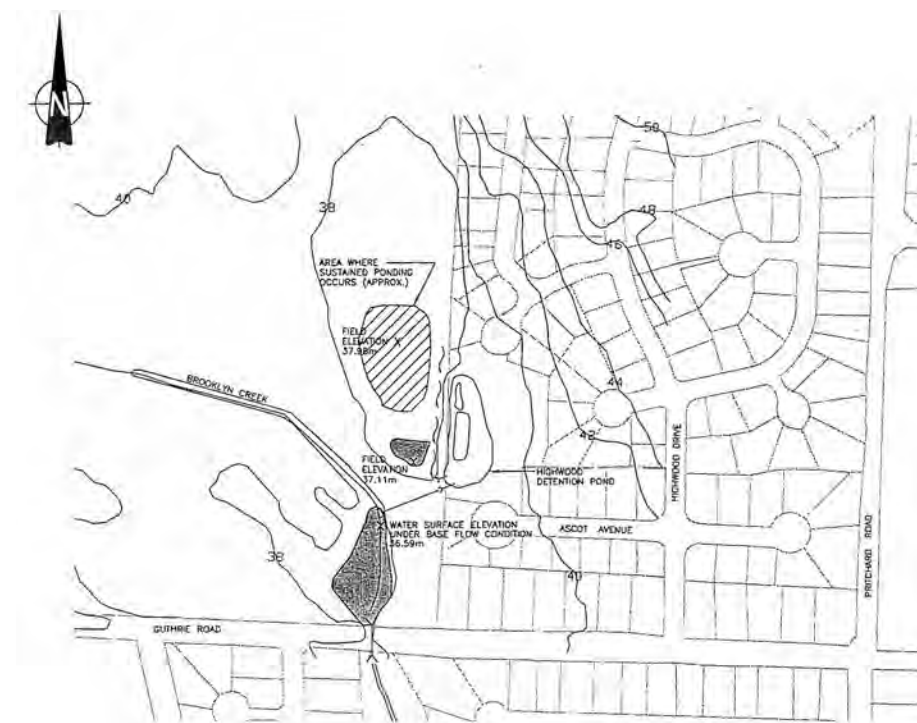 N
50
40
38
48
46
AREA WHERE
SUSTAINED PONDING
OCCURS (APPROX.)
FIELD
ELEVATION X
37.98m
BROOKLYN CREEK
44
42
HIGHWOOD DRIVE
FIELD
ELEVATION
37.11m
HIGHWOOD
DETENTION POND
WATER SURFACE ELEVATION
UNDER BASE FLOW CONDITION
36.59m
ASCOT AVENUE
PRITCHARD ROAD
38
40
GUTHRIE ROAD